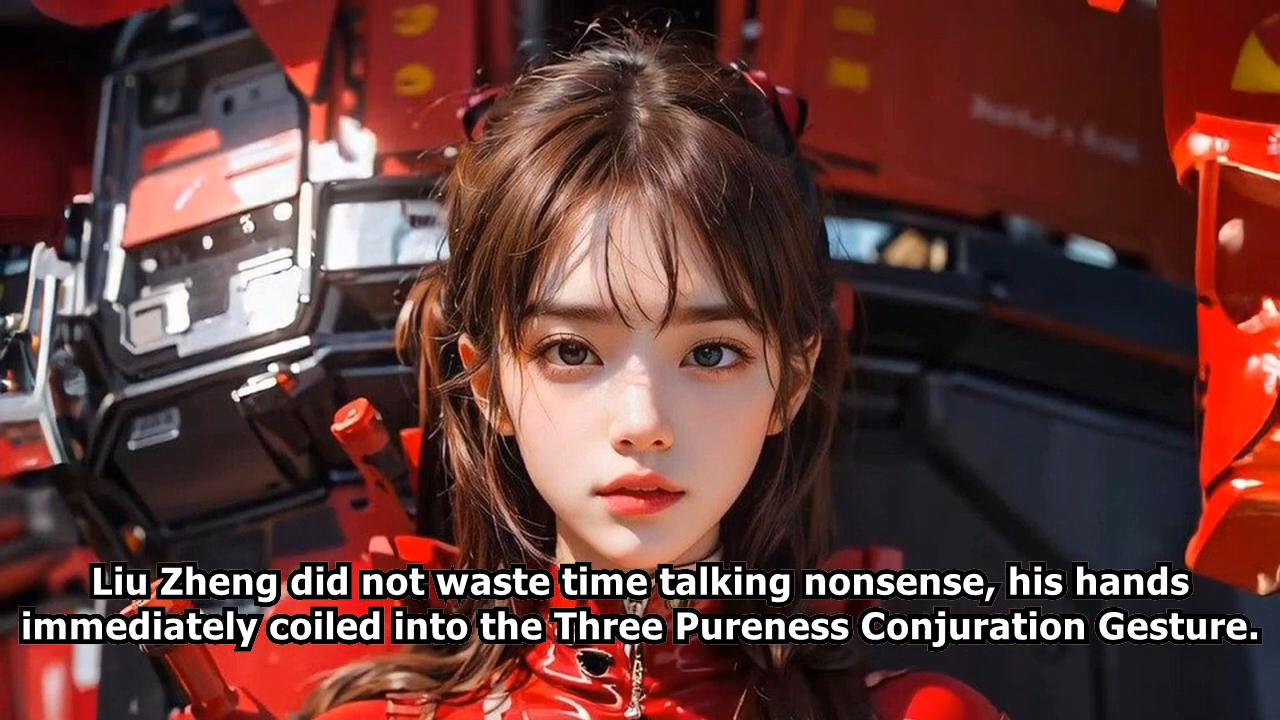 Liu Zheng did not waste time talking nonsense, his hands
immediately coiled into the Three Pureness Conjuration Gesture.